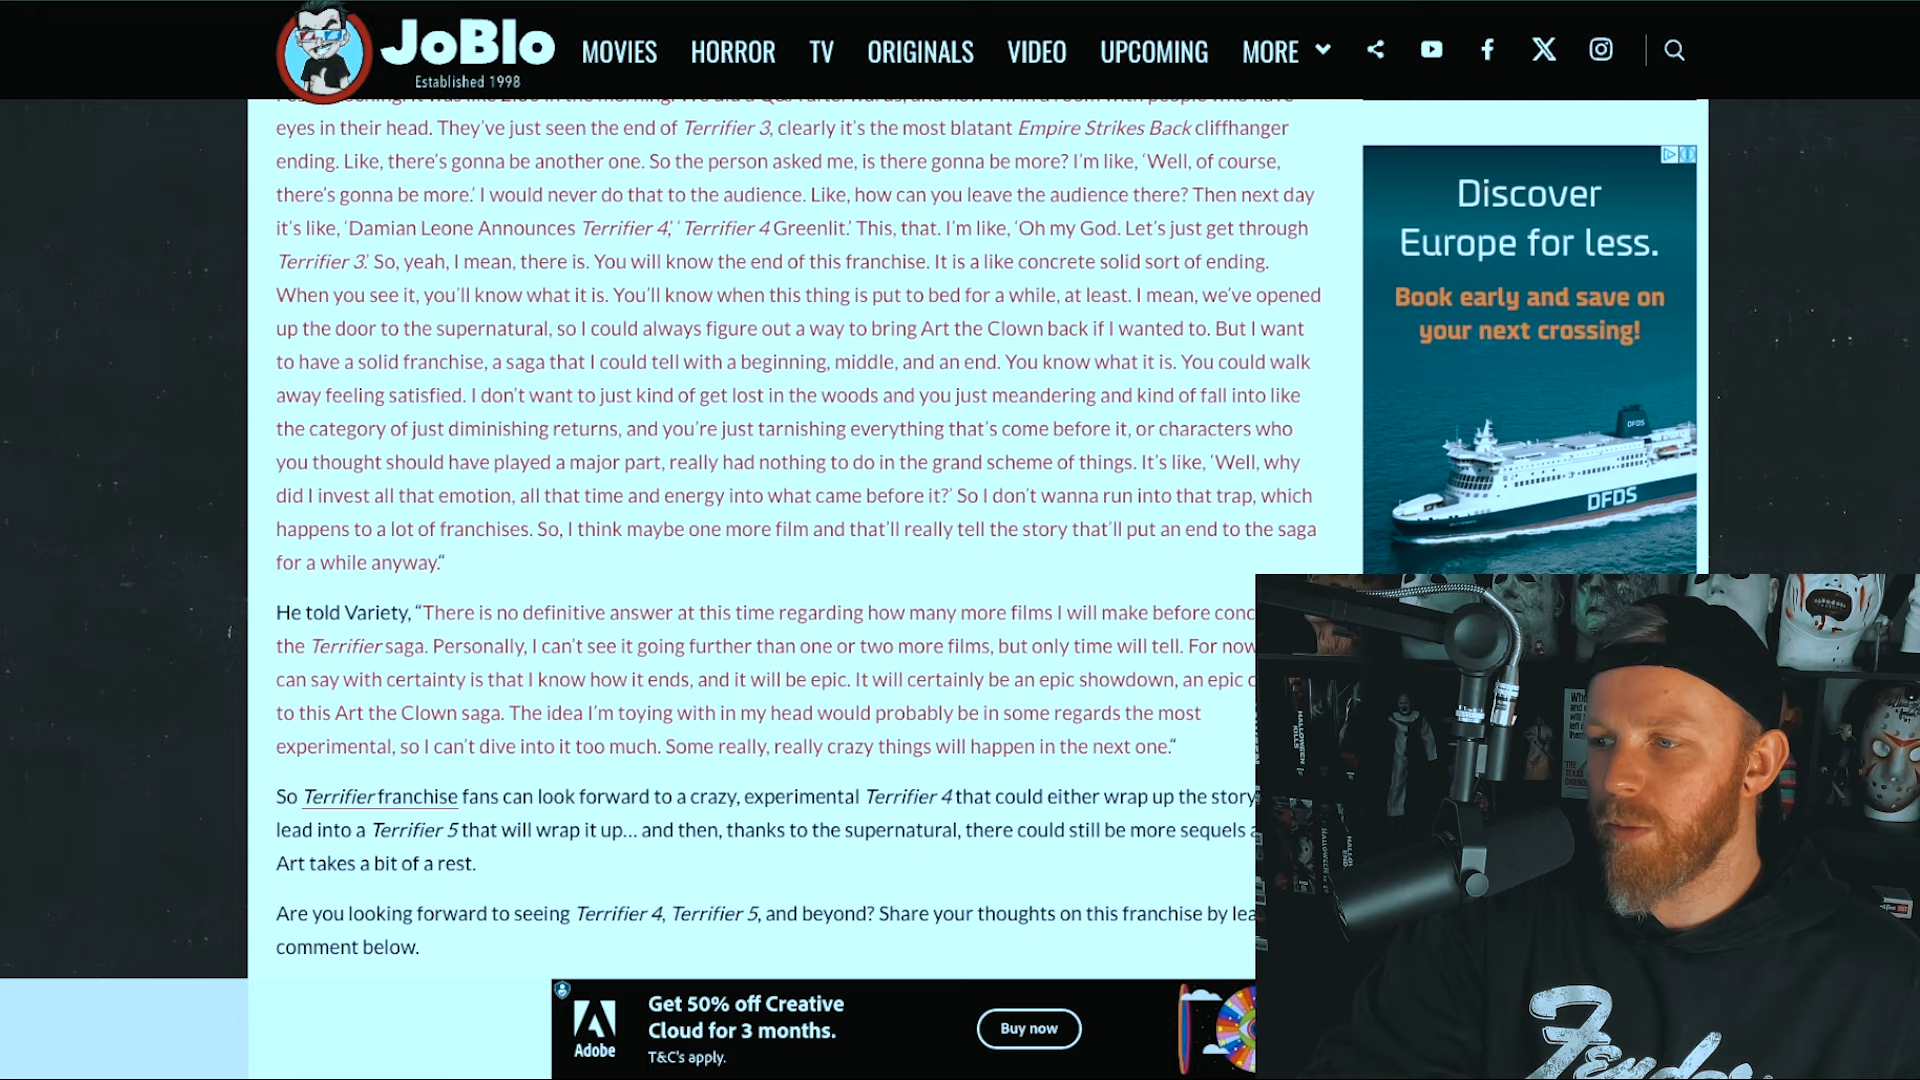 JoBlo
Established 1998
MOVIES HORROR TV ORIGINALS VIDEO UPCOMING MORE
eyes in their head. They’ve just seen the end of Terrifier 3, clearly it’s the most blatant Empire Strikes Back cliffhanger
ending. Like, there’s gonna be another one. So the person asked me, is there gonna be more? I’m like, ‘Well, of course,
there’s gonna be more.’ I would never do that to the audience. Like, how can you leave the audience there? Then next day
it’s like, ‘Damian Leone Announces Terrifier 4,’ ‘Terrifier 4 Greenlit.’ This, that. I’m like, ‘Oh my God. Let’s just get through
Terrifier 3.’ So, yeah, I mean, there is. You will know the end of this franchise. It is a like concrete solid sort of ending.
When you see it, you’ll know what it is. You’ll know when this thing is put to bed for a while, at least. I mean, we’ve opened
up the door to the supernatural, so I could always figure out a way to bring Art the Clown back if I wanted to. But I want
to have a solid franchise, a saga that I could tell with a beginning, middle, and an end. You know what it is. You could walk
away feeling satisfied. I don’t want to just kind of get lost in the woods and you just meandering and kind of fall into like
the category of just diminishing returns, and you’re just tarnishing everything that’s come before it, or characters who
you thought should have played a major part, really had nothing to do in the grand scheme of things. It’s like, ‘Well, why
did I invest all that emotion, all that time and energy into what came before it?’ So I don’t wanna run into that trap, which
happens to a lot of franchises. So, I think maybe one more film and that’ll really tell the story that’ll put an end to the saga
for a while anyway.“
He told Variety, “There is no definitive answer at this time regarding how many more films I will make before conc
the Terrifier saga. Personally, I can’t see it going further than one or two more films, but only time will tell. For now
can say with certainty is that I know how it ends, and it will be epic. It will certainly be an epic showdown, an epic c
to this Art the Clown saga. The idea I’m toying with in my head would probably be in some regards the most
experimental, so I can’t dive into it too much. Some really, really crazy things will happen in the next one.“
So Terrifier franchise fans can look forward to a crazy, experimental Terrifier 4 that could either wrap up the story
lead into a Terrifier 5 that will wrap it up… and then, thanks to the supernatural, there could still be more sequels a
Art takes a bit of a rest.
Are you looking forward to seeing Terrifier 4, Terrifier 5, and beyond? Share your thoughts on this franchise by lea
comment below.
Discover
Europe for less.
Book early and save on
your next crossing!
DFDS
DFDS
Adobe
Get 50% off Creative
Cloud for 3 months.
T&C's apply.
Buy now
HALLOWEEN
KILLS
Fender